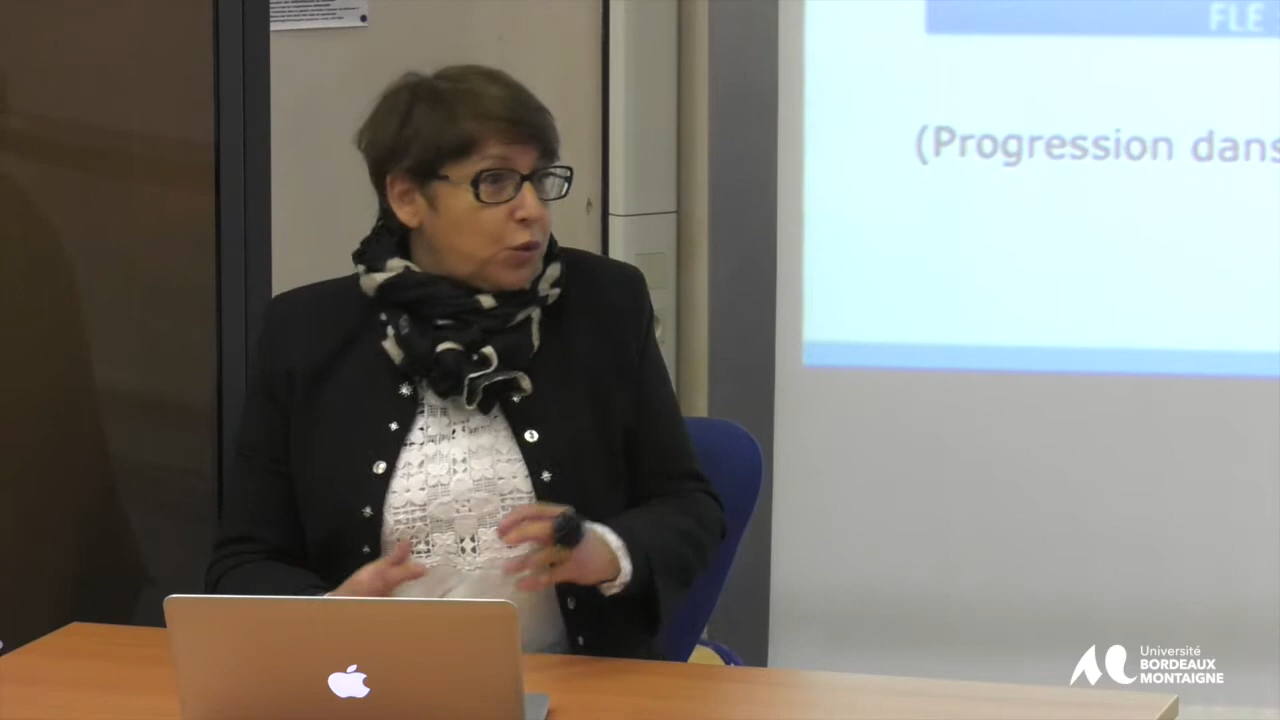 FLE
(Progression dans
Université
BORDEAUX
MONTAIGNE